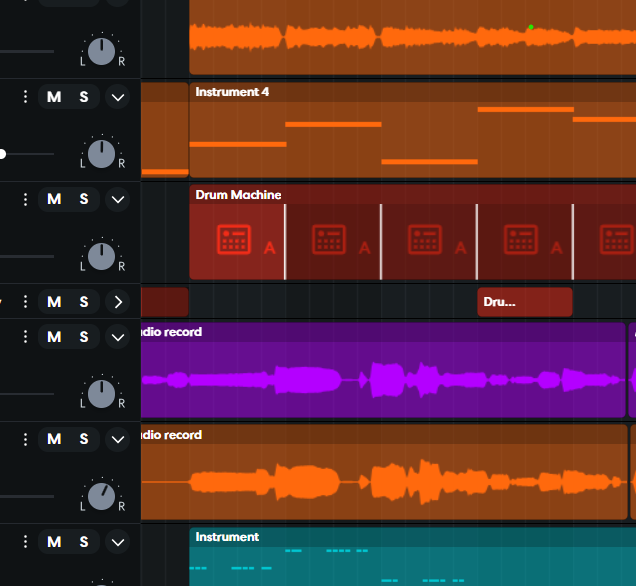 L R
M S Instrument 4
L R
M S Drum Machine
A A A A
L R
M S Dru...
M S dio record
L R
M S dio record
L R
M S Instrument